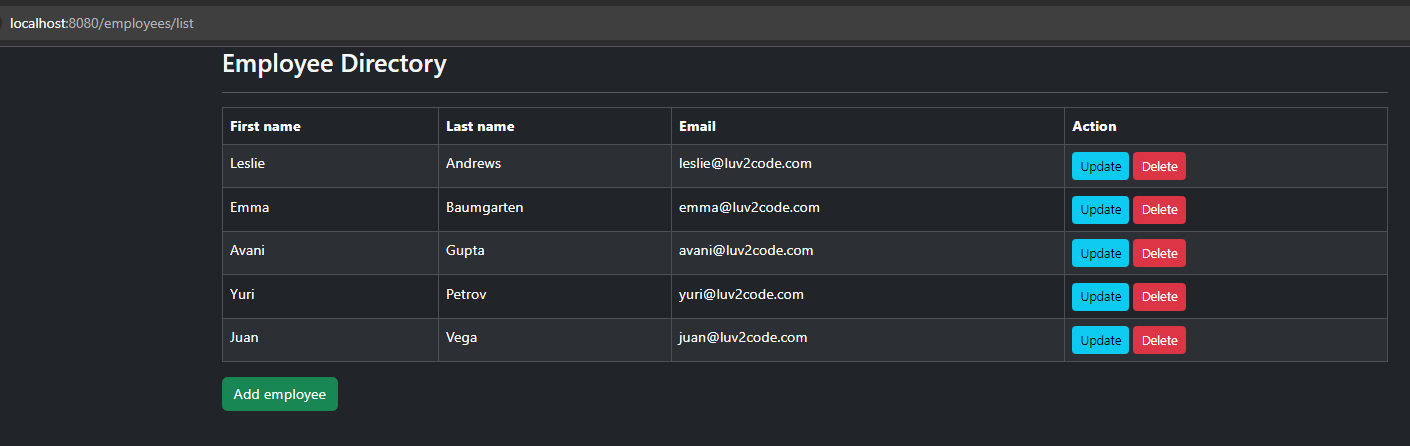 localhost:8080/employees/list
Employee Directory
First name Last name Email Action
Leslie Andrews leslie@luv2code.com Update Delete
Emma Baumgarten emma@luv2code.com Update Delete
Avani Gupta avani@luv2code.com Update Delete
Yuri Petrov yuri@luv2code.com Update Delete
Juan Vega juan@luv2code.com Update Delete
Add employee